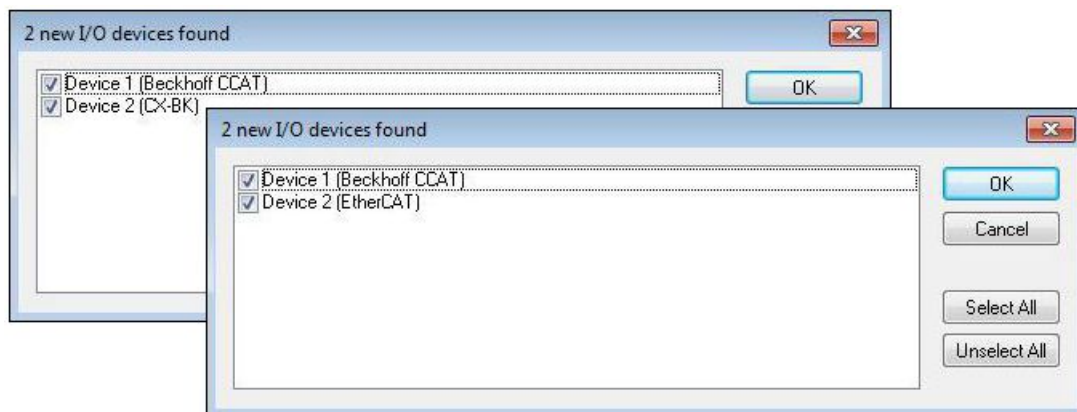 2 new I/O devices found
Device 1 (Beckhoff CCAT)
Device 2 (CX-BK)
OK
2 new I/O devices found
Device 1 (Beckhoff CCAT)
Device 2 (EtherCAT)
OK
Cancel
Select All
Unselect All